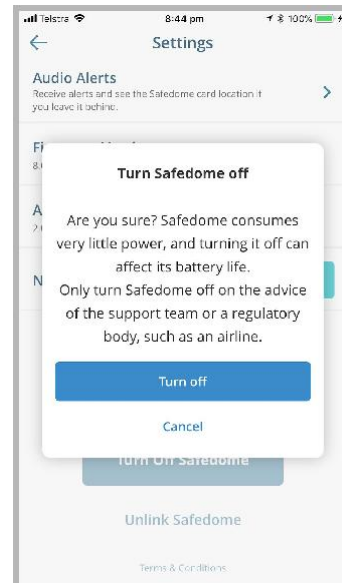 Telstra 8:44 pm 100%
Settings
Audio Alerts
Receive alerts and see the Safedome card location if
you leave it behind.
Turn Safedome off
Are you sure? Safedome consumes
very little power, and turning it off can
affect its battery life.
Only turn Safedome off on the advice
of the support team or a regulatory
body, such as an airline.
Turn off
Cancel
Turn Off Safedome
Unlink Safedome
Terms & Conditions